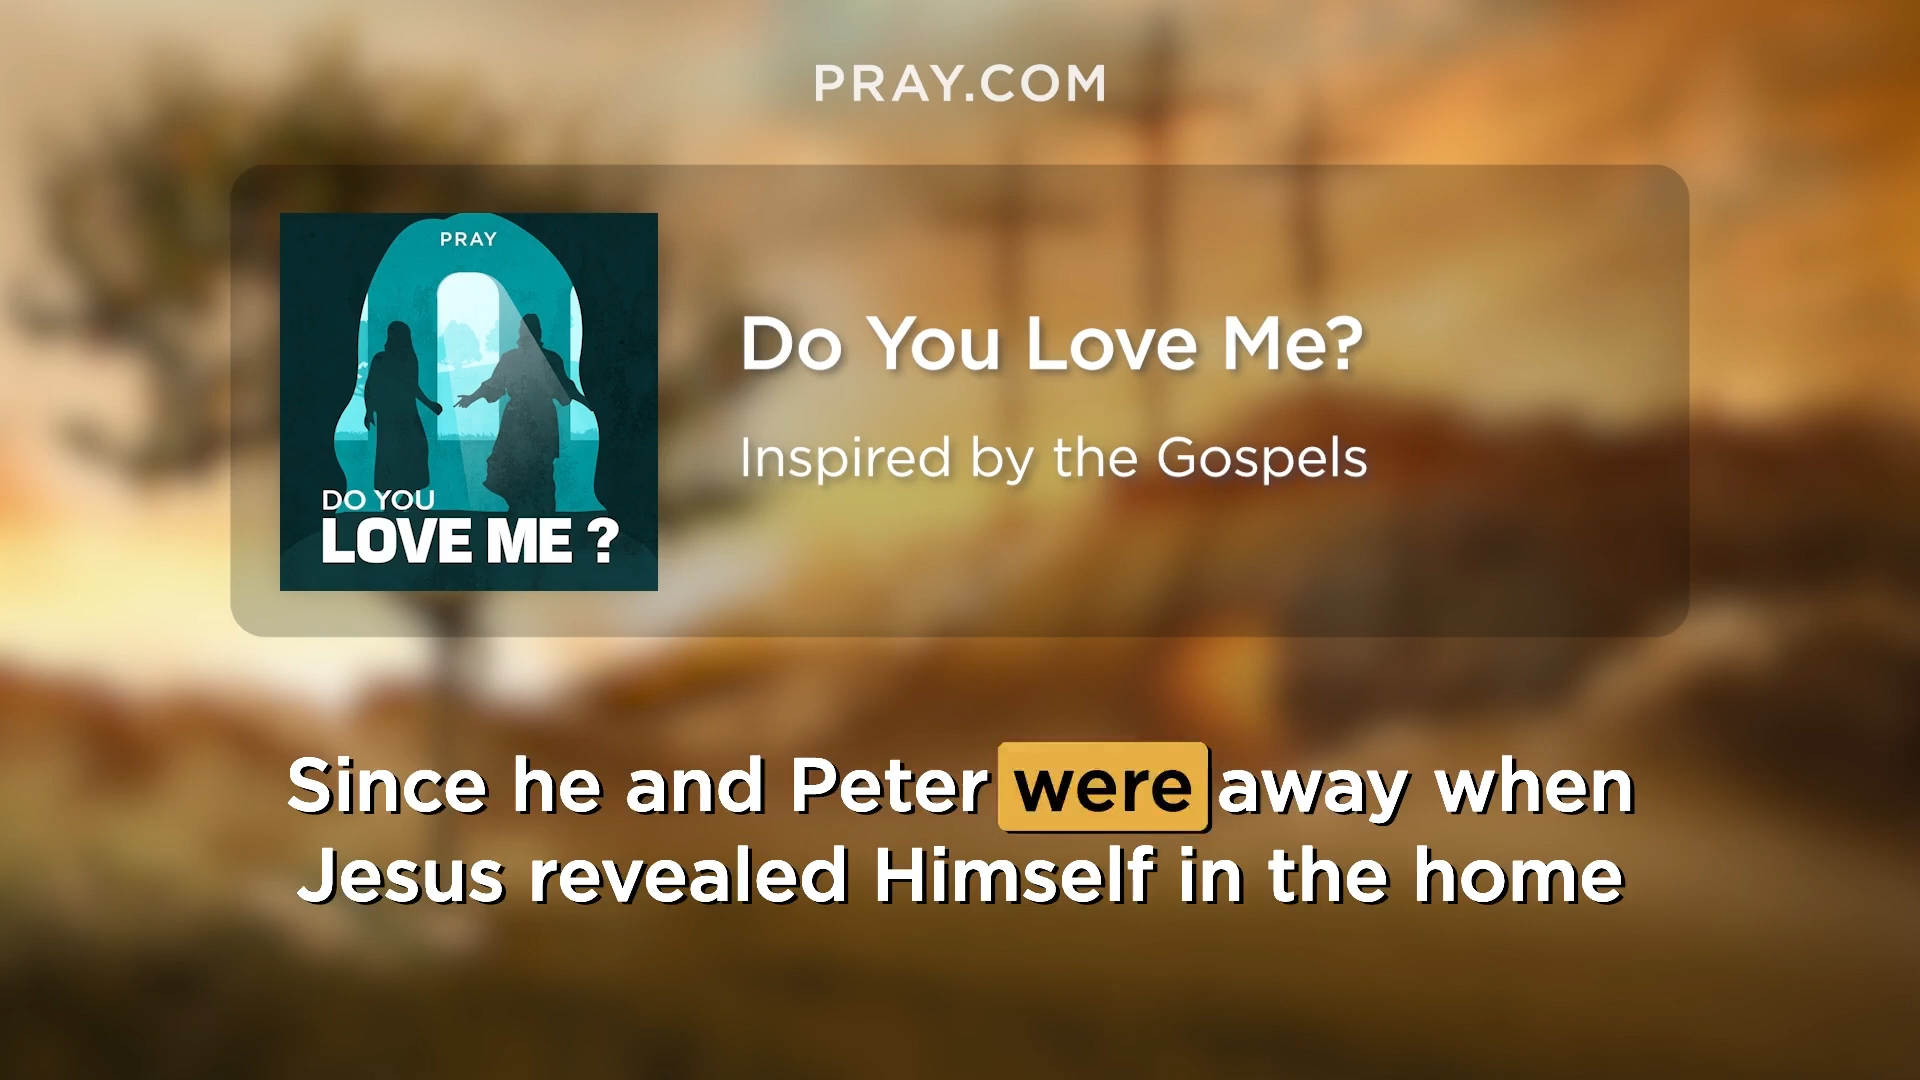 PRAY.COM
PRAY
DO YOU
LOVE ME ?
Do You Love Me?
Inspired by the Gospels
Since he and Peter were away when
Jesus revealed Himself in the home